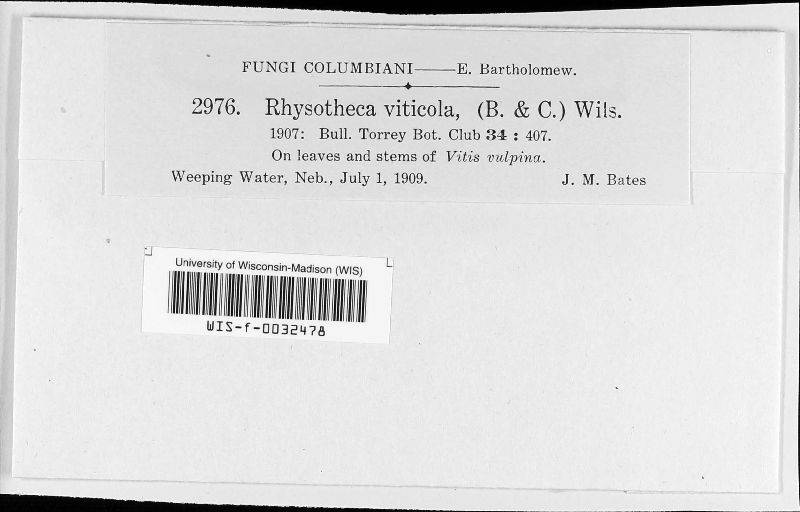 FUNGI COLUMBIANI——E. Bartholomew.
2976. Rhysotheca viticola, (B. & C.) Wils.
1907: Bull. Torrey Bot. Club 34 : 407.
On leaves and stems of Vitis vulpina.
Weeping Water, Neb., July 1, 1909. J. M. Bates
University of Wisconsin-Madison (WIS)
WIS-f-0032478